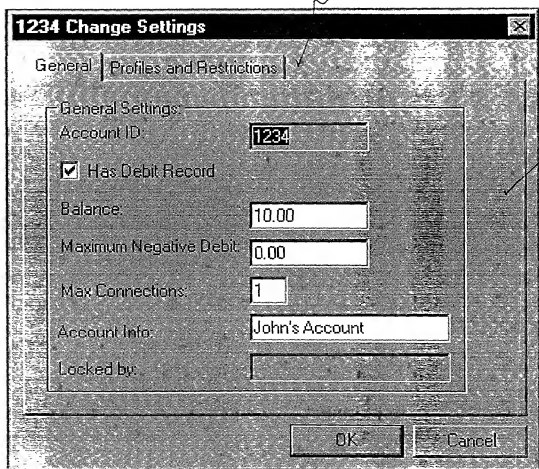 1234 Change Settings
General Profiles and Restrictions
General Settings:
Account ID: 1234
Has Debit Record
Balance: 10.00
Maximum Negative Debit: 0.00
Max Connections: 1
Account Info: John's Account
Locked by:
OK Cancel